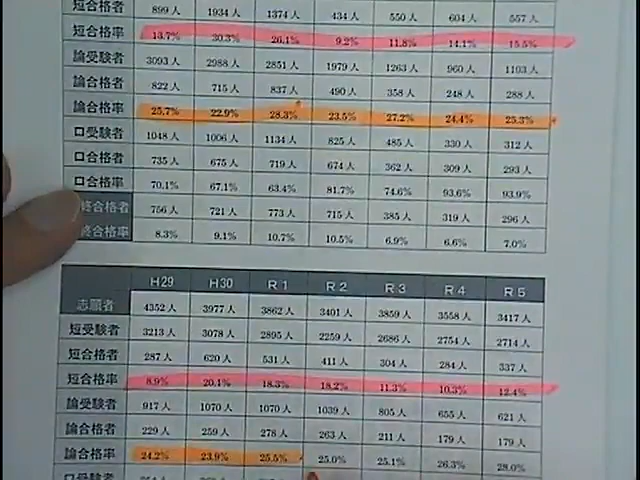 短合格者 899人 1934人 1374人 434人 550人 604人 557人
短合格率 13.7% 30.3% 26.1% 9.2% 11.8% 14.1% 15.5%
論受験者 3093人 2988人 2851人 1979人 1263人 960人 1103人
論合格者 822人 715人 837人 490人 358人 248人 288人
論合格率 25.7% 22.9% 28.3% 23.5% 27.2% 24.4% 25.3%
口受験者 1048人 1006人 1134人 825人 485人 330人 312人
口合格者 735人 675人 719人 674人 362人 309人 293人
口合格率 70.1% 67.1% 63.4% 81.7% 74.6% 93.6% 93.9%
終合格者 756人 721人 773人 715人 385人 319人 296人
終合格率 8.3% 9.1% 10.7% 10.5% 6.9% 6.6% 7.0%
H29 H30 R1 R2 R3 R4 R5
志願者 4352人 3977人 3862人 3401人 3859人 3558人 3417人
短受験者 3213人 3078人 2895人 2259人 2686人 2754人 2714人
短合格者 287人 620人 531人 411人 304人 284人 337人
短合格率 8.9% 20.1% 18.3% 18.2% 11.3% 10.3% 12.4%
論受験者 917人 1070人 1070人 1039人 805人 655人 621人
論合格者 229人 259人 278人 263人 211人 179人 179人
論合格率 24.2% 23.9% 25.5% 25.0% 25.1% 26.3% 28.0%
口受験者